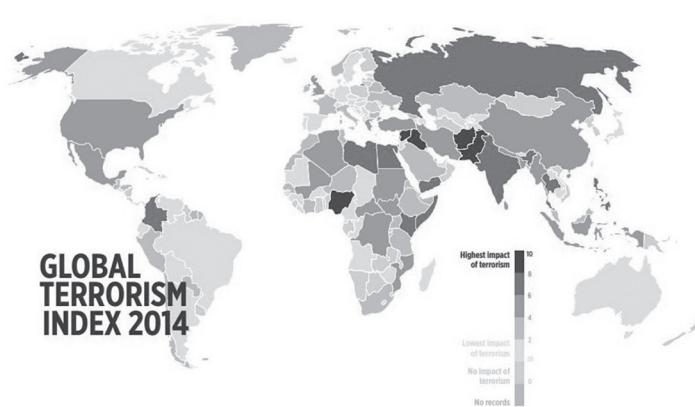 GLOBAL
TERRORISM
INDEX 2014
Highest impact
of terrorism
10
8
6
4
2
Lowest impact
of terrorism
.01
No impact of
terrorism
0
No records